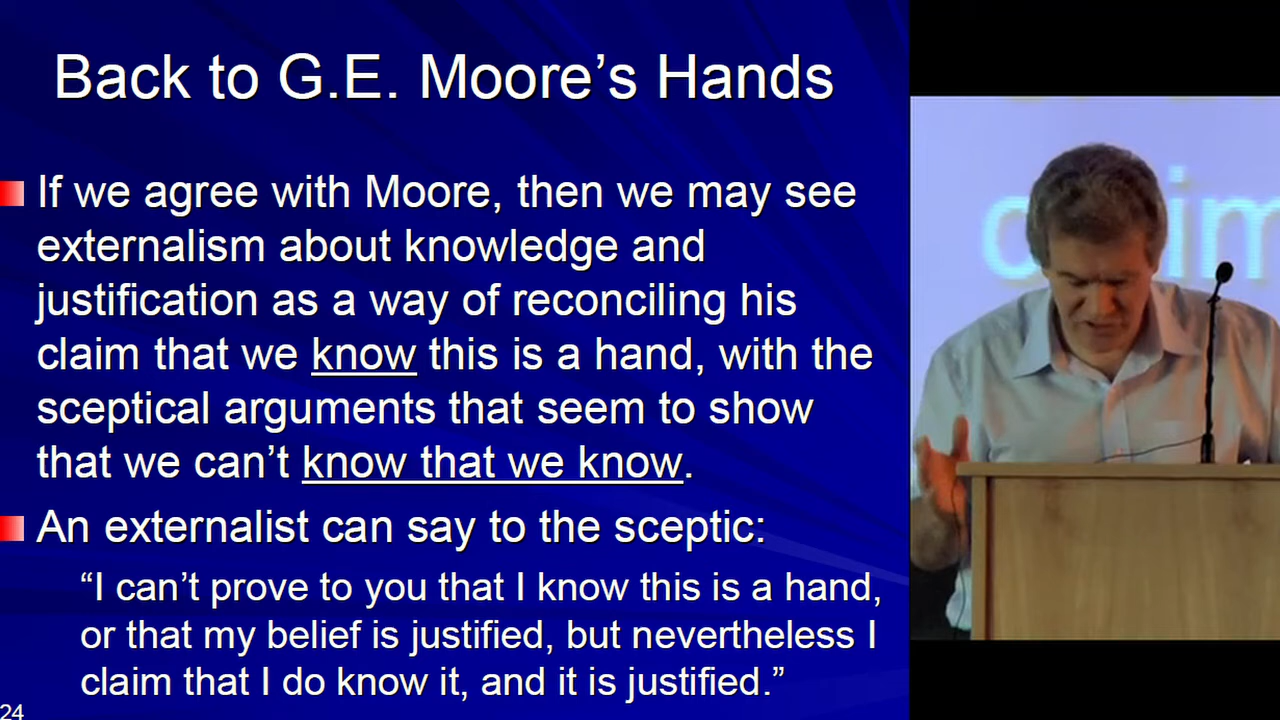 Back to G.E. Moore’s Hands
If we agree with Moore, then we may see
externalism about knowledge and
justification as a way of reconciling his
claim that we know this is a hand, with the
sceptical arguments that seem to show
that we can’t know that we know.
An externalist can say to the sceptic:
“I can’t prove to you that I know this is a hand,
or that my belief is justified, but nevertheless I
claim that I do know it, and it is justified.”
24